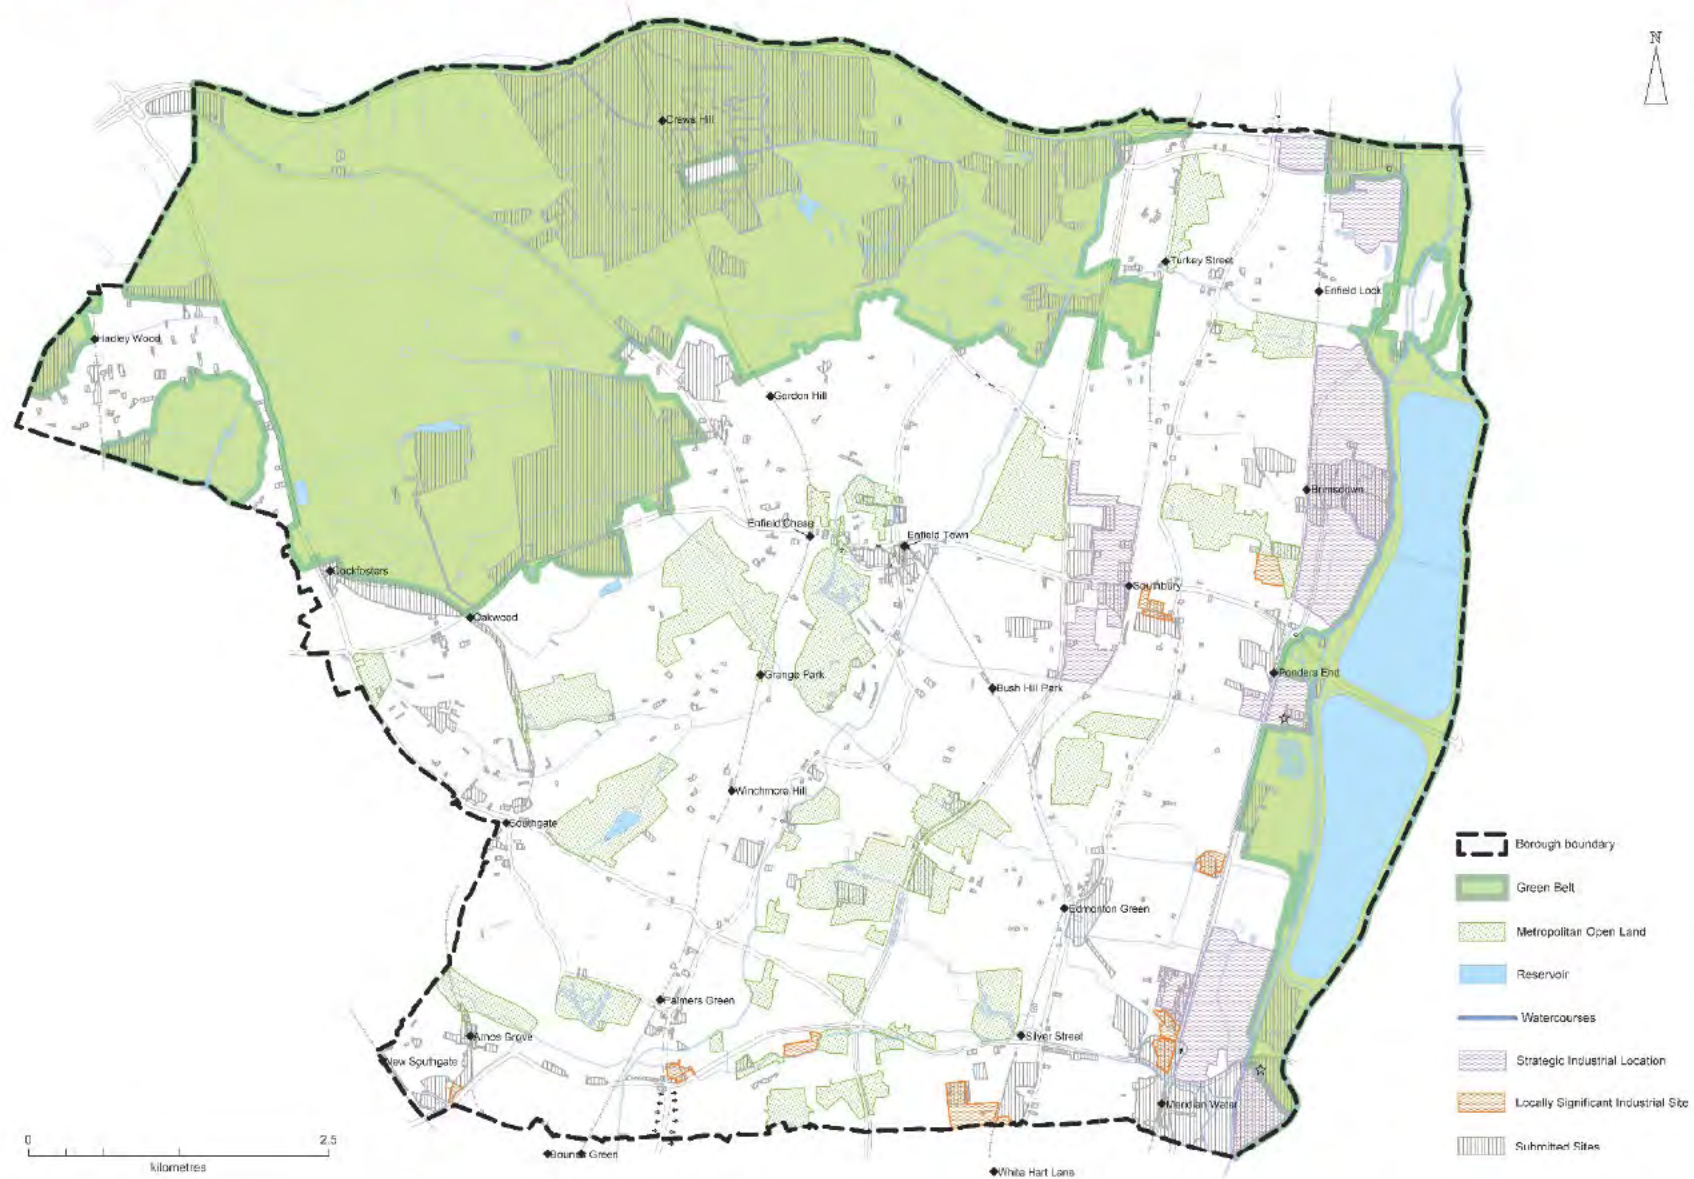 N
Crews Hill
Turkey Street
Enfield Lock
Hadley Wood
Gordon Hill
Brimsdown
Enfield Chase
Enfield Town
Cockfosters
Southbury
Oakwood
Grange Park
Ponders End
Bush Hill Park
Winchmore Hill
Southgate
Borough boundary
Green Belt
Edmonton Green
Metropolitan Open Land
Reservoir
Palmers Green
Watercourses
Arnos Grove
Silver Street
New Southgate
Strategic Industrial Location
Meridian Water
Locally Significant Industrial Site
0 2.5
kilometres
Submitted Sites
Bounds Green
White Hart Lane